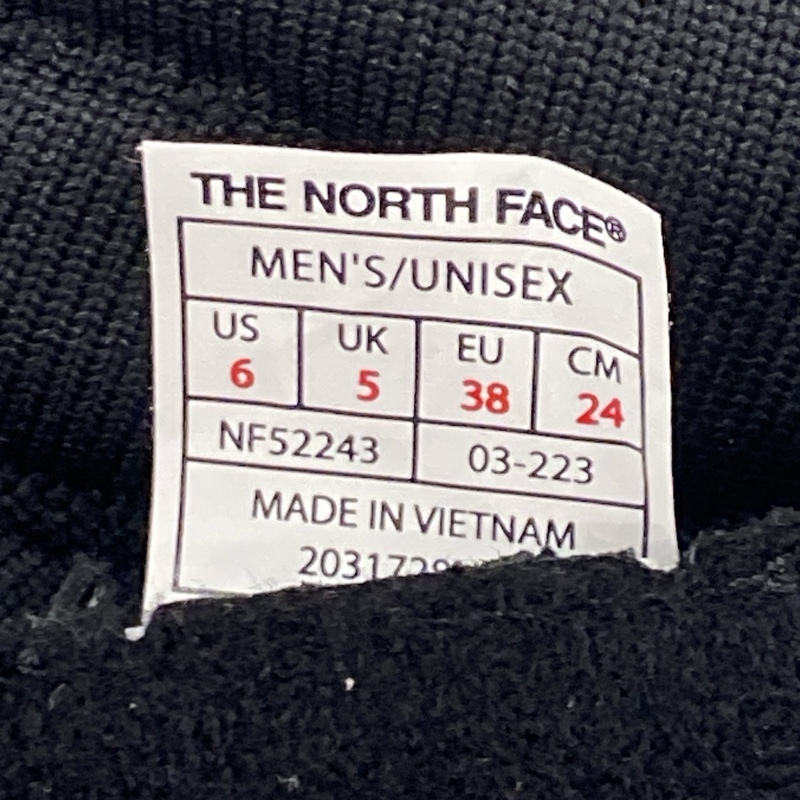 THE NORTH FACE®
MEN'S/UNISEX
US UK EU CM
6 5 38 24
NF52243 03-223
MADE IN VIETNAM